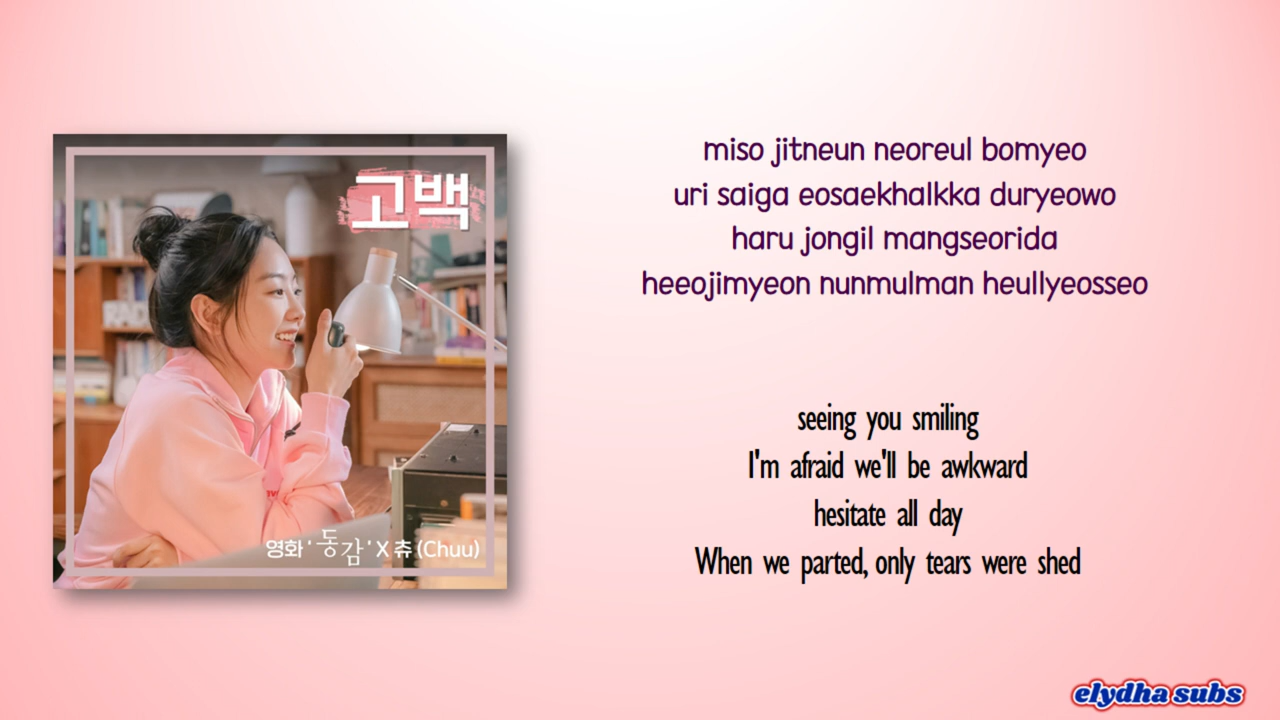 고백
RAD
영화 '동감' X 츄 (Chuu)
miso jitneun neoreul bomyeo
uri saiga eosaekhalkka duryeowo
haru jongil mangseorida
heeojimyeon nunmulman heullyeosseo
seeing you smiling
I'm afraid we'll be awkward
hesitate all day
When we parted, only tears were shed
elydha subs